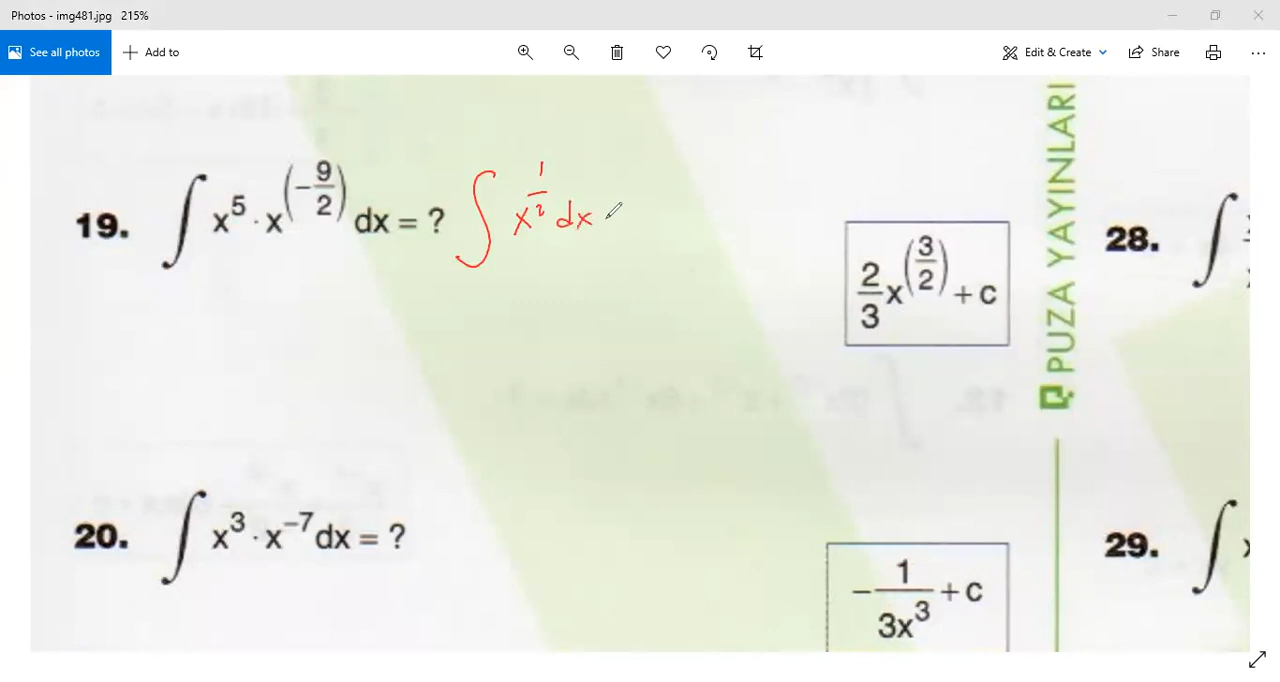 Photos - img481.jpg 215%
See all photos
Add to
Edit & Create
Share
19. ∫ x^5 · x^(-9/2) dx = ? ∫ x^(1/2) dx
2/3 x^(3/2) + c
PUZA YAYINLARI
28. ∫
20. ∫ x^3 · x^-7 dx = ?
- 1/(3x^3) + c
29. ∫